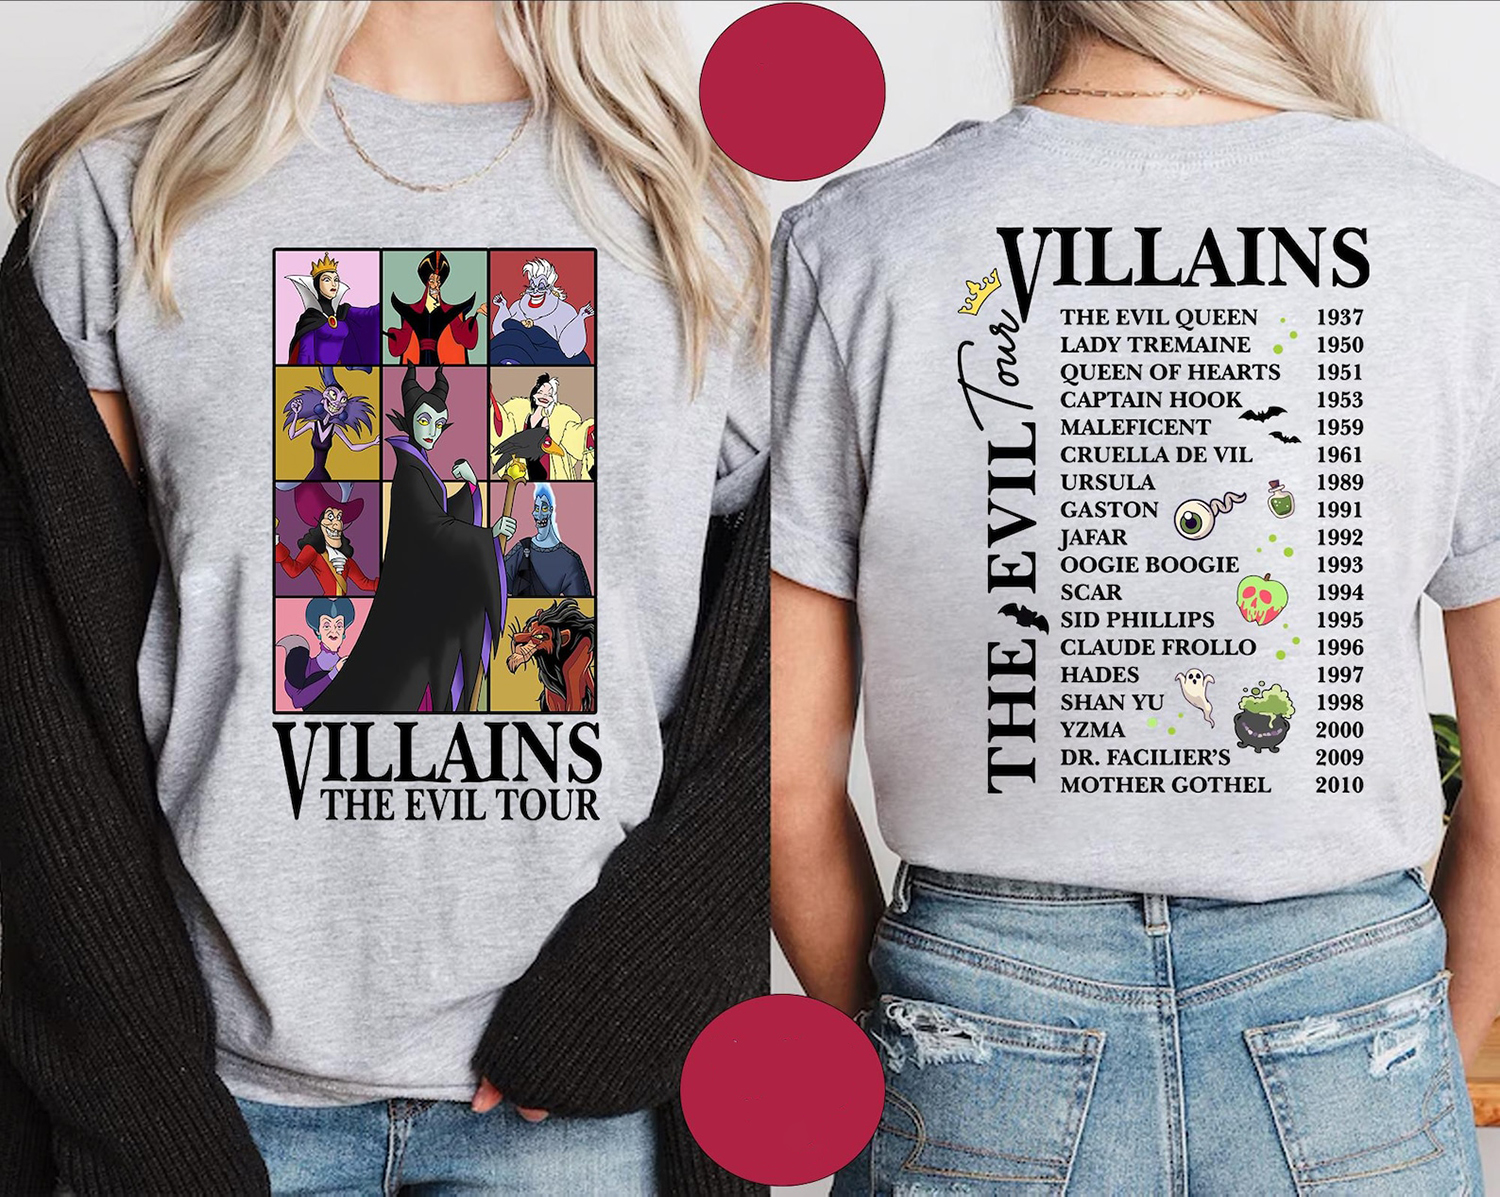 VILLAINS
THE EVIL TOUR
VILLAINS
THE EVIL Tour
THE EVIL QUEEN 1937
LADY TREMAINE 1950
QUEEN OF HEARTS 1951
CAPTAIN HOOK 1953
MALEFICENT 1959
CRUELLA DE VIL 1961
URSULA 1989
GASTON 1991
JAFAR 1992
OOGIE BOOGIE 1993
SCAR 1994
SID PHILLIPS 1995
CLAUDE FROLLO 1996
HADES 1997
SHAN YU 1998
YZMA 2000
DR. FACILIER'S 2009
MOTHER GOTHEL 2010